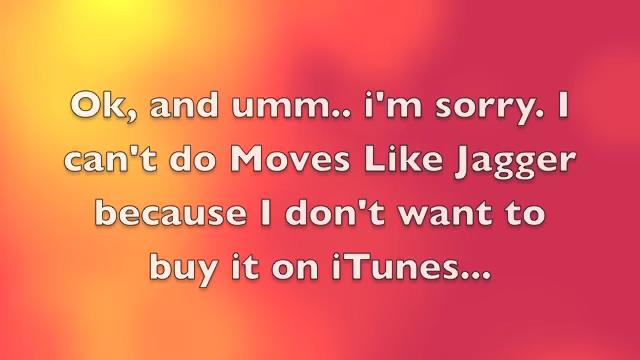 Ok, and umm.. i'm sorry. I
can't do Moves Like Jagger
because I don't want to
buy it on iTunes...